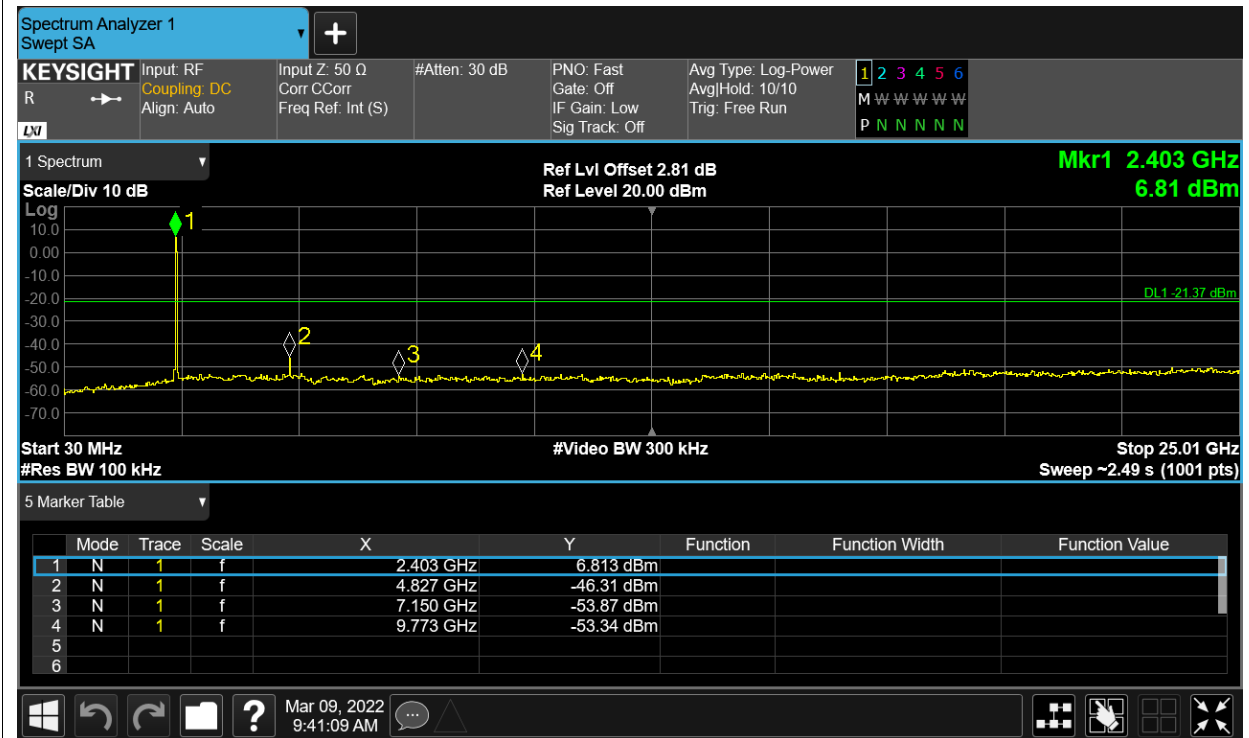 Spectrum Analyzer 1
Swept SA
KEYSIGHT Input: RF Input Z: 50 Ω #Atten: 30 dB PNO: Fast Avg Type: Log-Power 1 2 3 4 5 6
R Coupling: DC Corr CCorr Gate: Off Avg|Hold: 10/10 M W W W W W W
Align: Auto Freq Ref: Int (S) IF Gain: Low Trig: Free Run
LXI Sig Track: Off P N N N N N N
1 Spectrum Ref Lvl Offset 2.81 dB Mkr1 2.403 GHz
Scale/Div 10 dB Ref Level 20.00 dBm 6.81 dBm
Log
10.0
0.00
-10.0
-20.0
-30.0
-40.0
-50.0
-60.0
-70.0
1
DL1 -21.37 dBm
2
3
4
Start 30 MHz #Video BW 300 kHz Stop 25.01 GHz
#Res BW 100 kHz Sweep ~2.49 s (1001 pts)
5 Marker Table
Mode Trace Scale X Y Function Function Width Function Value
1 N 1 f 2.403 GHz 6.813 dBm
2 N 1 f 4.827 GHz -46.31 dBm
3 N 1 f 7.150 GHz -53.87 dBm
4 N 1 f 9.773 GHz -53.34 dBm
5
6
? Mar 09, 2022
9:41:09 AM